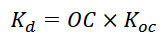 K_d = OC × K_oc